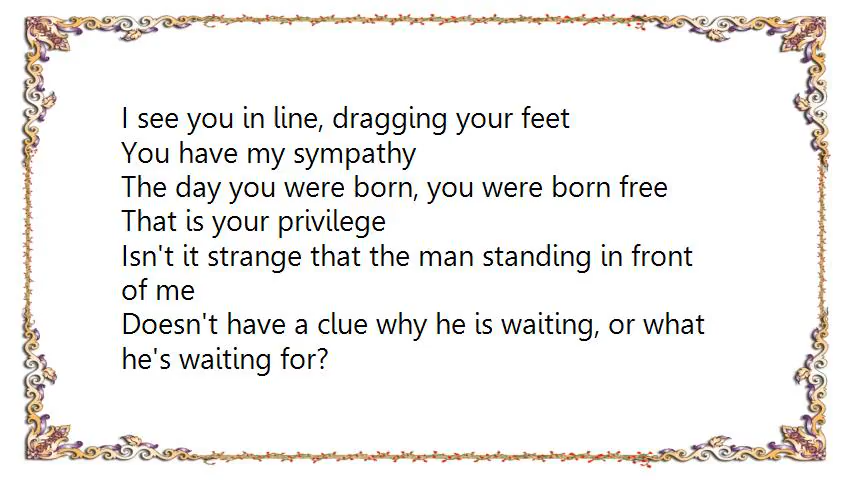 I see you in line, dragging your feet
You have my sympathy
The day you were born, you were born free
That is your privilege
Isn't it strange that the man standing in front
of me
Doesn't have a clue why he is waiting, or what
he's waiting for?